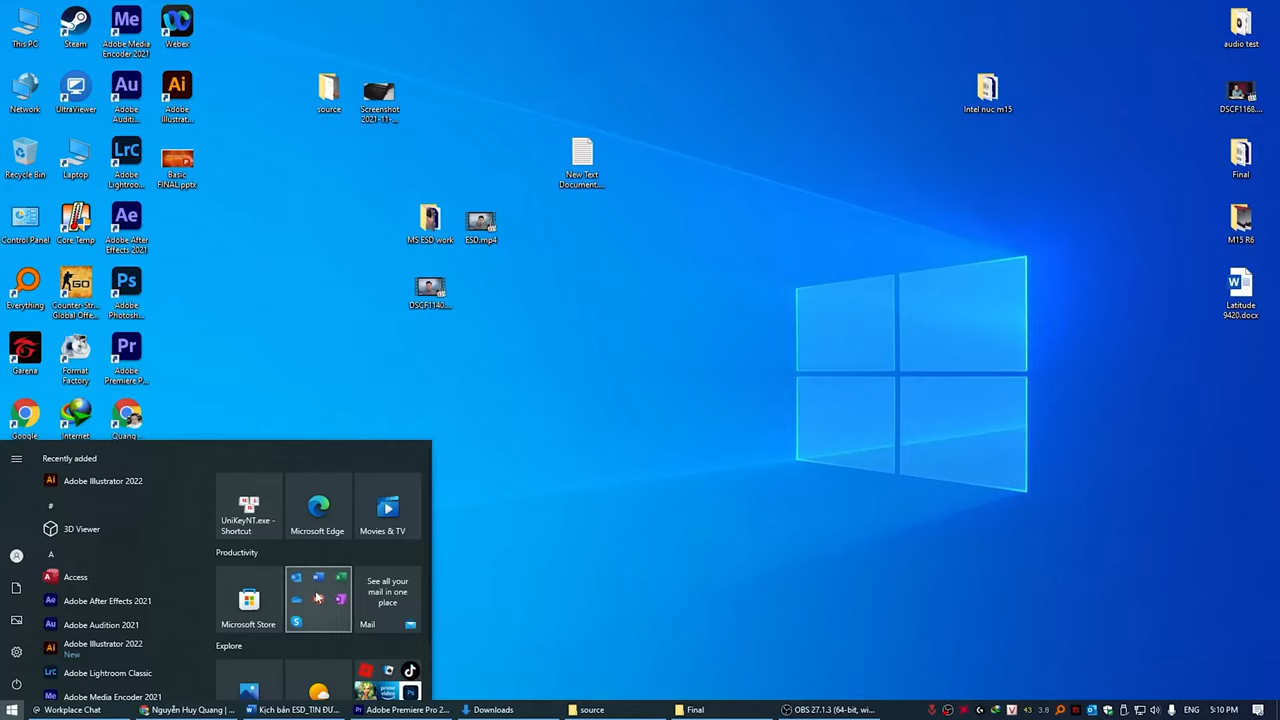 This PC
Steam
Adobe Media
Encoder 2021
Webex
audio test
Network
UltraViewer
Adobe
Auditi...
Adobe
Illustrat...
source
Screenshot
2021-11-...
Intel nuc m15
DSCF1168....
Recycle Bin
Laptop
Adobe
Lightroo...
Basic
FINAL.pptx
New Text
Document....
Final
Control Panel
Core Temp
Adobe After
Effects 2021
MS ESD work
ESD.mp4
M15 R6
Everything
Counter-Str...
Global Offe...
Adobe
Photosh...
DSCF1140....
Latitude
9420.docx
Garena
Format
Factory
Adobe
Premiere P...
Google
Internet
Quang -
Recently added
Adobe Illustrator 2022
#
3D Viewer
A
Access
Adobe After Effects 2021
Adobe Audition 2021
Adobe Illustrator 2022
New
Adobe Lightroom Classic
Adobe Media Encoder 2021
UniKeyNT.exe -
Shortcut
Microsoft Edge
Movies & TV
Productivity
Microsoft Store
See all your
mail in one
place
Mail
Explore
Workplace Chat
Nguyễn Huy Quang | ...
Kịch bản ESD_TIN ĐƯ...
Adobe Premiere Pro 2...
Downloads
source
Final
OBS 27.1.3 (64-bit, wi...
43
3.8
ENG
5:10 PM